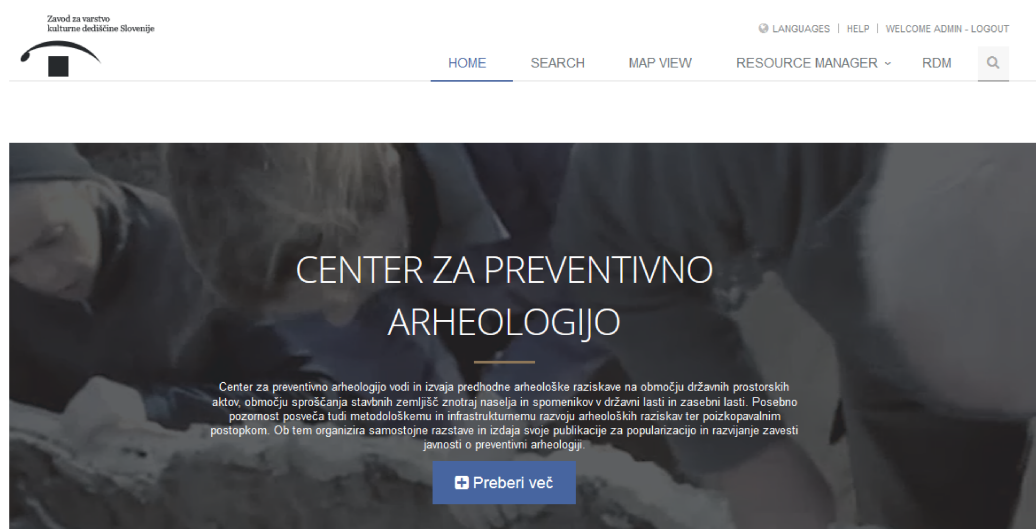 Zavod za varstvo
kulturne dediščine Slovenije
LANGUAGES | HELP | WELCOME ADMIN - LOGOUT
HOME SEARCH MAP VIEW RESOURCE MANAGER RDM
CENTER ZA PREVENTIVNO
ARHEOLOGIJO
Center za preventivno arheologijo vodi in izvaja predhodne arheološke raziskave na območju državnih prostorskih
aktov, območju sproščanja stavbnih zemljišč znotraj naselja in spomenikov v državni lasti in zasebni lasti. Posebno
pozornost posveča tudi metodološkemu in infrastrukturnemu razvoju arheoloških raziskav ter poizkopavalnim
postopkom. Ob tem organizira samostojne razstave in izdaja svoje publikacije za popularizacijo in razvijanje zavesti
javnosti o preventivni arheologiji.
Preberi več